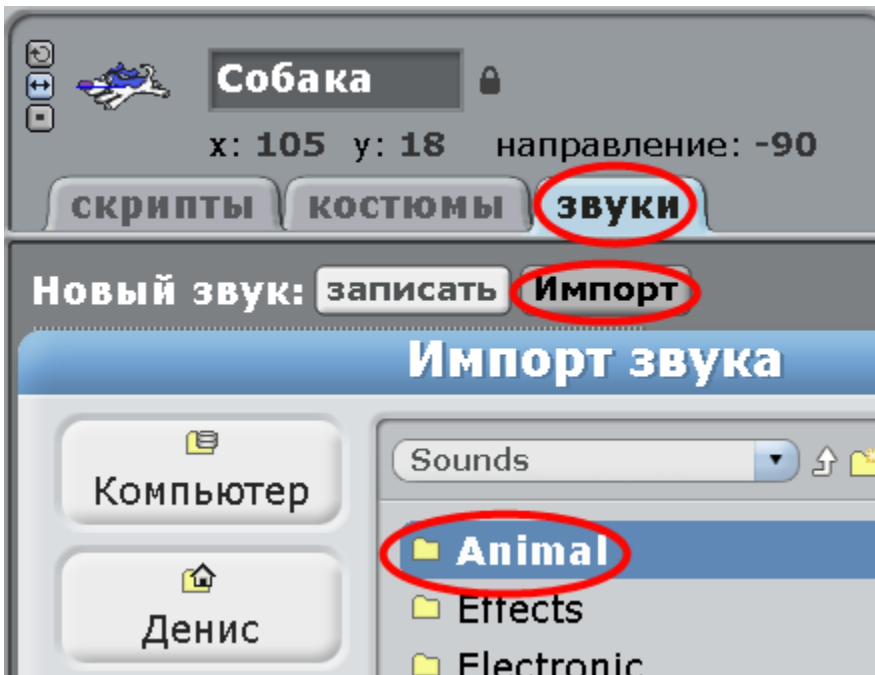 Собака
x: 105 y: 18 направление: -90
скрипты костюмы звуки
Новый звук: записать Импорт
Импорт звука
Sounds
Компьютер
Animal
Effects
Денис
Electronic